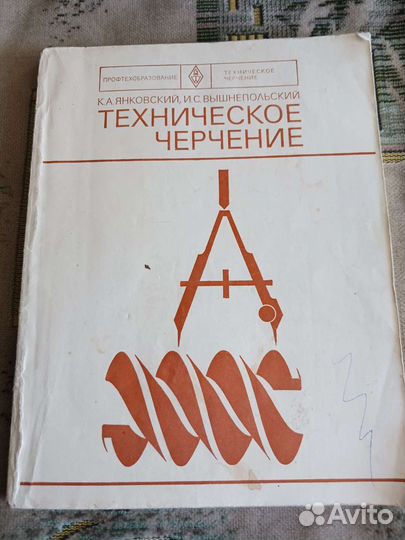 ПРОФТЕХОБРАЗОВАНИЕ
ТЕХНИЧЕСКОЕ
ЧЕРЧЕНИЕ
К.А.ЯНКОВСКИЙ, И.С.ВЫШНЕПОЛЬСКИЙ
ТЕХНИЧЕСКОЕ
ЧЕРЧЕНИЕ
Avito